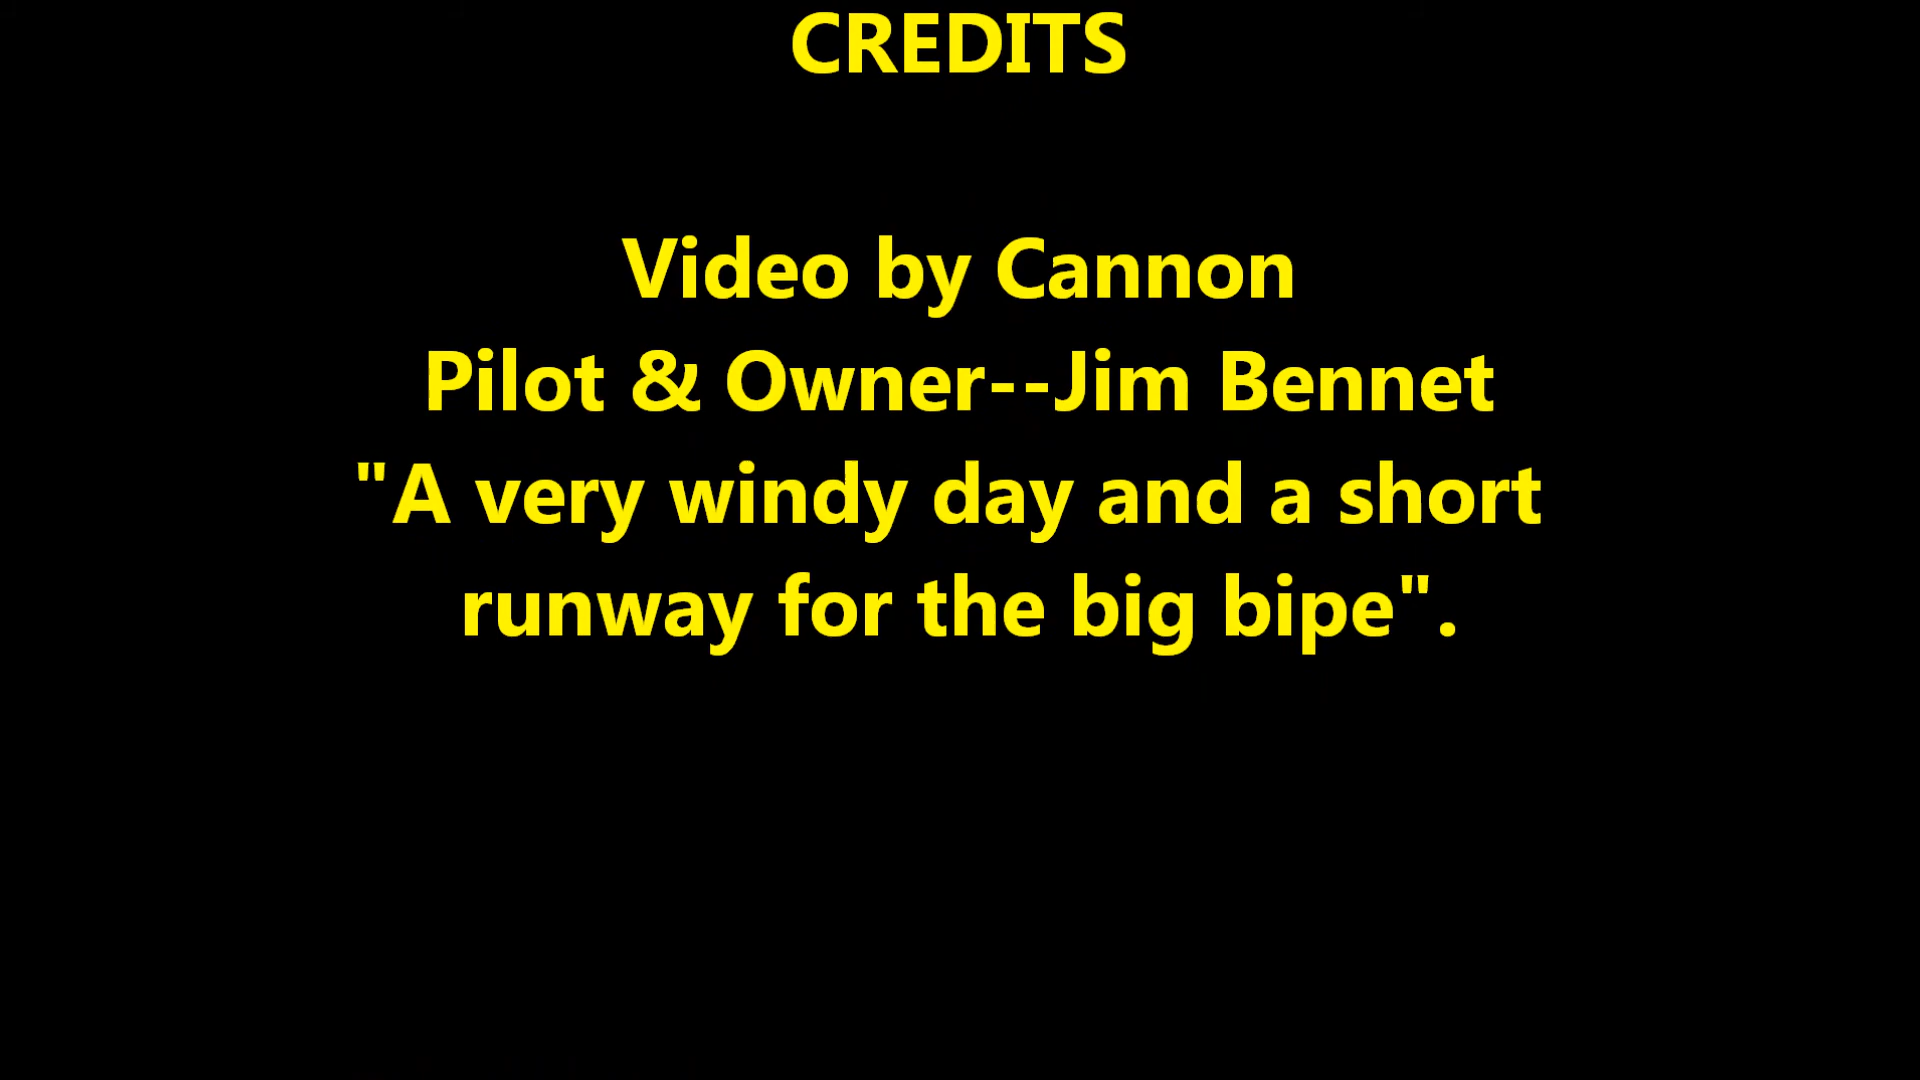 CREDITS
Video by Cannon
Pilot & Owner--Jim Bennet
"A very windy day and a short
runway for the big bipe".